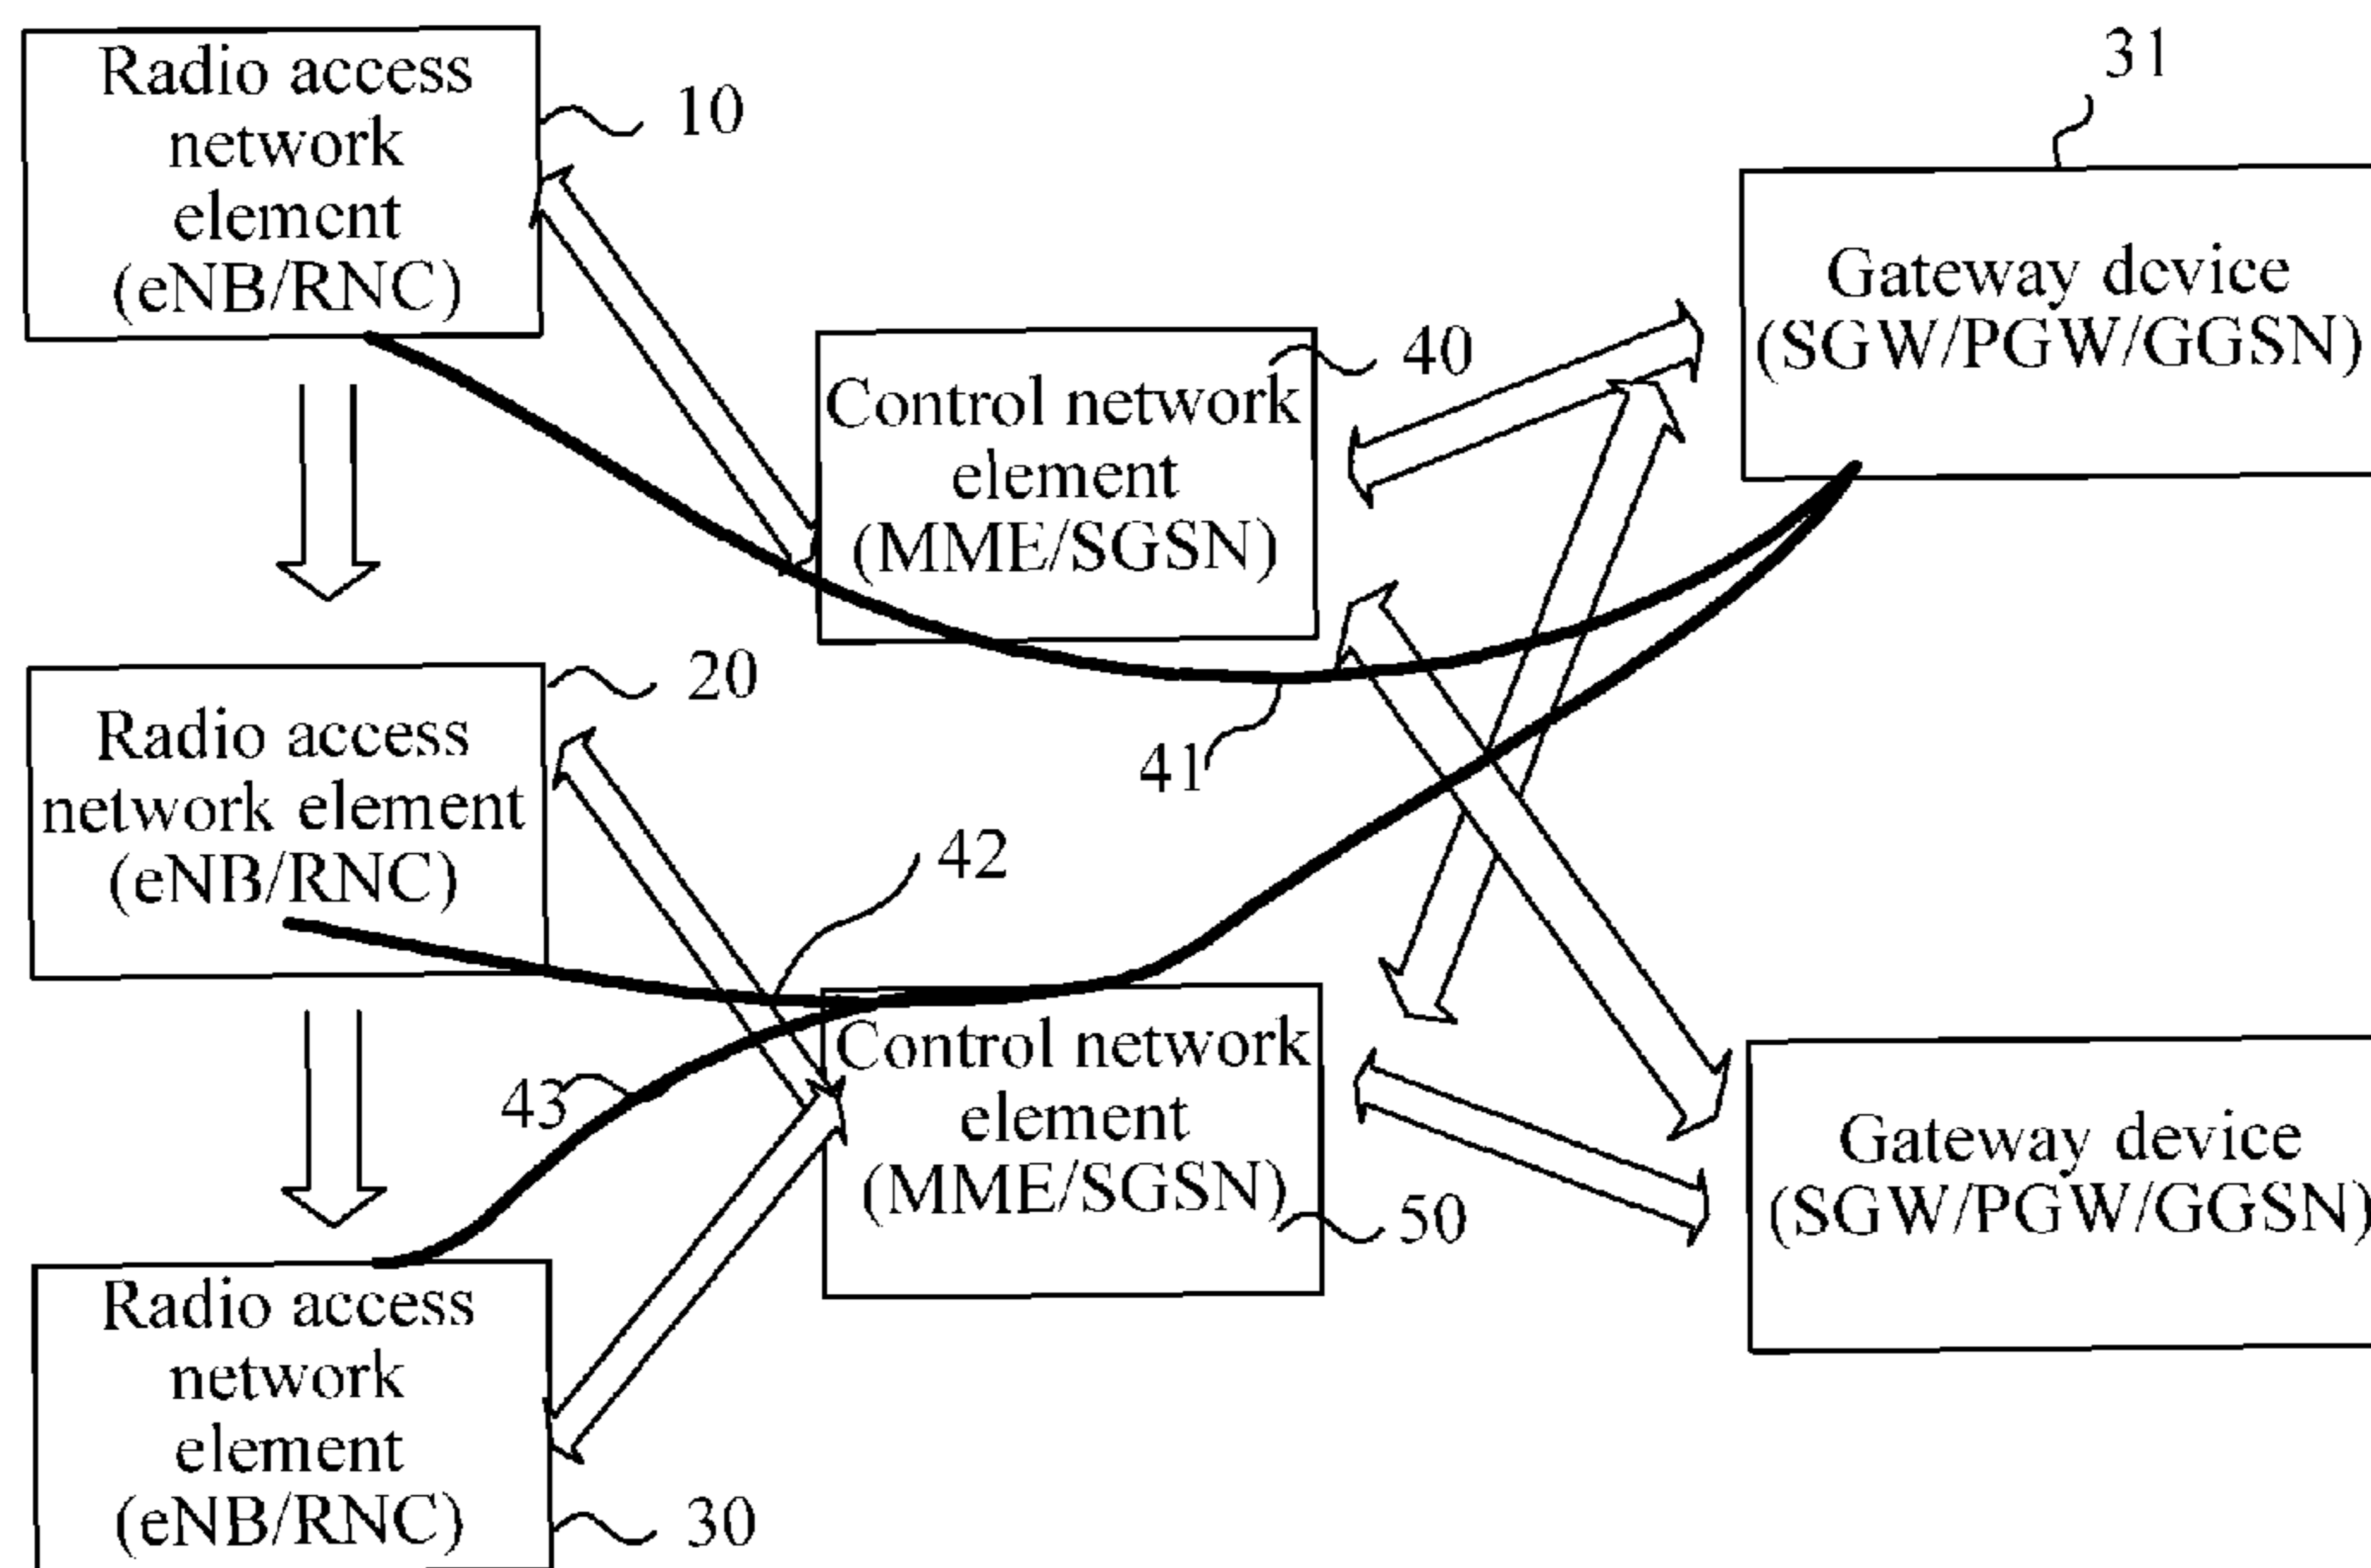 Radio access
network
element
(eNB/RNC)
10
31
Gateway device
(SGW/PGW/GGSN)
40
Control network
element
(MME/SGSN)
20
Radio access
network element
(eNB/RNC)
41
42
43
Control network
element
(MME/SGSN)
50
Gateway device
(SGW/PGW/GGSN)
Radio access
network
element
(eNB/RNC)
30